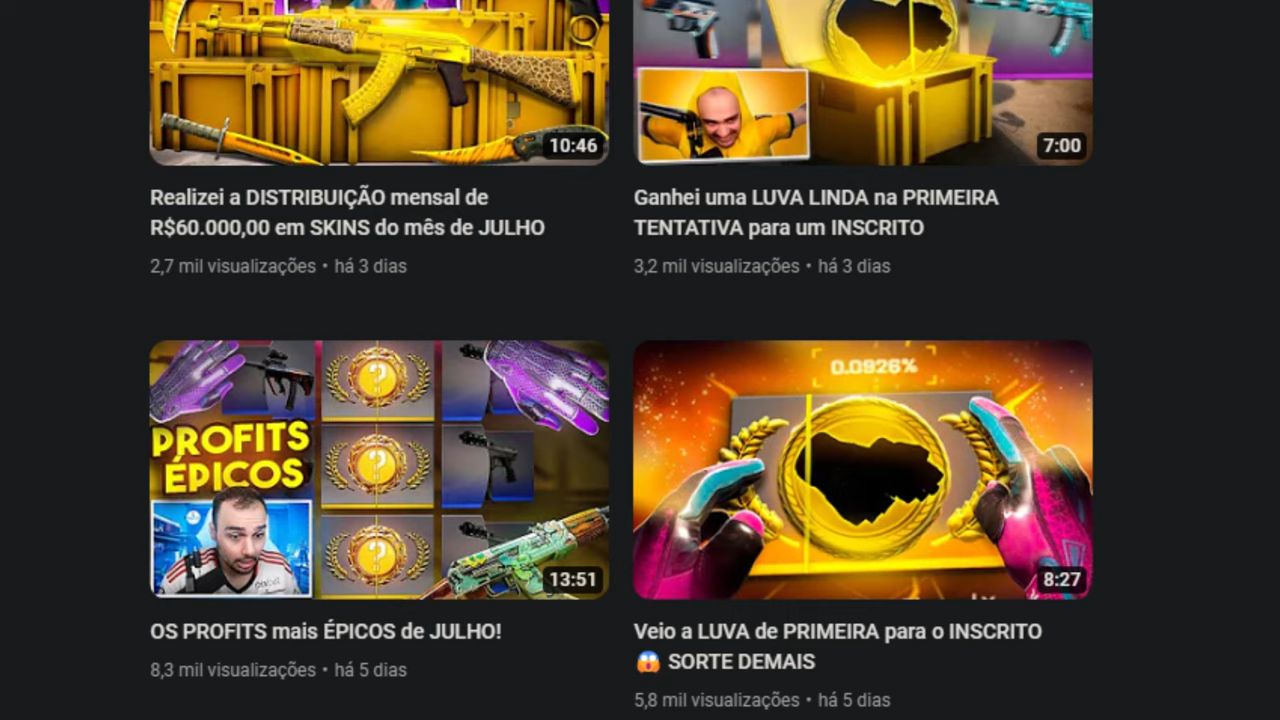 10:46
7:00
Realizei a DISTRIBUIÇÃO mensal de
R$60.000,00 em SKINS do mês de JULHO
2,7 mil visualizações • há 3 dias
Ganhei uma LUVA LINDA na PRIMEIRA
TENTATIVA para um INSCRITO
3,2 mil visualizações • há 3 dias
PROFITS
ÉPICOS
?
?
?
13:51
0.0926%
8:27
OS PROFITS mais ÉPICOS de JULHO!
8,3 mil visualizações • há 5 dias
Veio a LUVA de PRIMEIRA para o INSCRITO
😱 SORTE DEMAIS
5,8 mil visualizações • há 5 dias